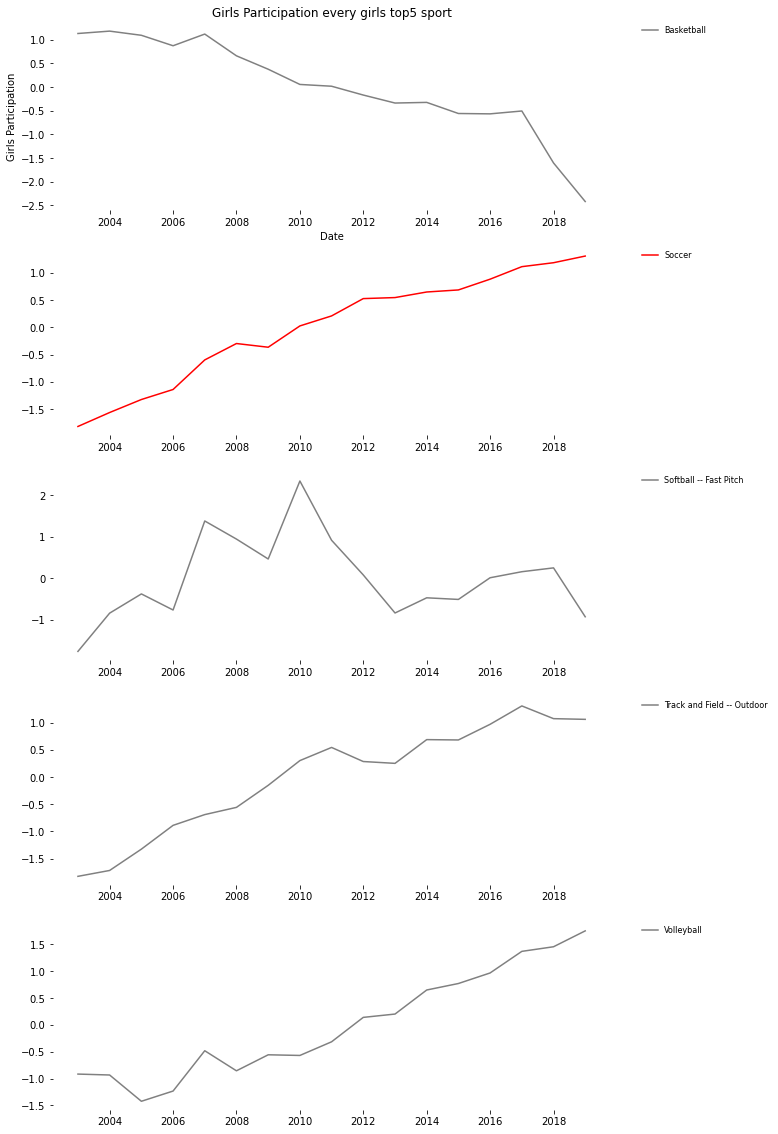 Girls Participation every girls top5 sport
Basketball
Girls Participation
1.0
0.5
0.0
−0.5
−1.0
−1.5
−2.0
−2.5
2004 2006 2008 2010 2012 2014 2016 2018
Date
Soccer
1.0
0.5
0.0
−0.5
−1.0
−1.5
2004 2006 2008 2010 2012 2014 2016 2018
Softball -- Fast Pitch
2
1
0
−1
2004 2006 2008 2010 2012 2014 2016 2018
Track and Field -- Outdoor
1.0
0.5
0.0
−0.5
−1.0
−1.5
2004 2006 2008 2010 2012 2014 2016 2018
Volleyball
1.5
1.0
0.5
0.0
−0.5
−1.0
−1.5
2004 2006 2008 2010 2012 2014 2016 2018